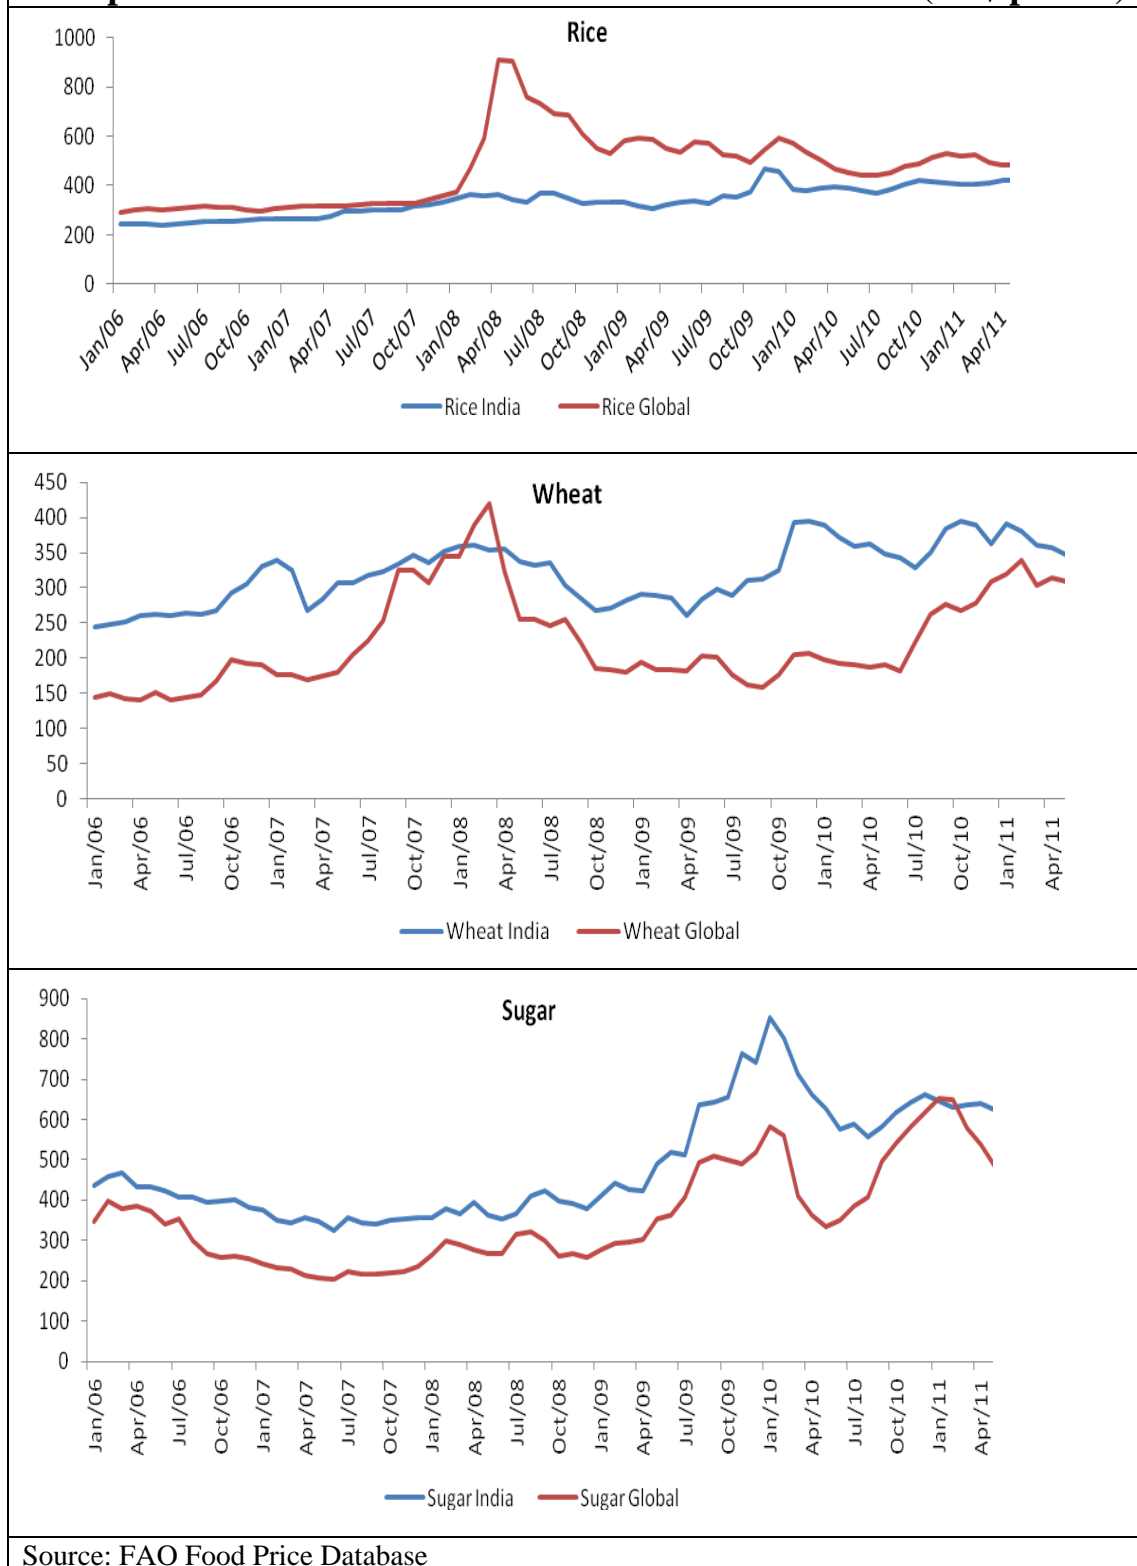 Rice
1000
800
600
400
200
0
Jan/06 Apr/06 Jul/06 Oct/06 Jan/07 Apr/07 Jul/07 Oct/07 Jan/08 Apr/08 Jul/08 Oct/08 Jan/09 Apr/09 Jul/09 Oct/09 Jan/10 Apr/10 Jul/10 Oct/10 Jan/11 Apr/11
Rice India Rice Global
Wheat
450
400
350
300
250
200
150
100
50
0
Jan/06 Apr/06 Jul/06 Oct/06 Jan/07 Apr/07 Jul/07 Oct/07 Jan/08 Apr/08 Jul/08 Oct/08 Jan/09 Apr/09 Jul/09 Oct/09 Jan/10 Apr/10 Jul/10 Oct/10 Jan/11 Apr/11
Wheat India Wheat Global
Sugar
900
800
700
600
500
400
300
200
100
0
Jan/06 Apr/06 Jul/06 Oct/06 Jan/07 Apr/07 Jul/07 Oct/07 Jan/08 Apr/08 Jul/08 Oct/08 Jan/09 Apr/09 Jul/09 Oct/09 Jan/10 Apr/10 Jul/10 Oct/10 Jan/11 Apr/11
Sugar India Sugar Global
Source: FAO Food Price Database